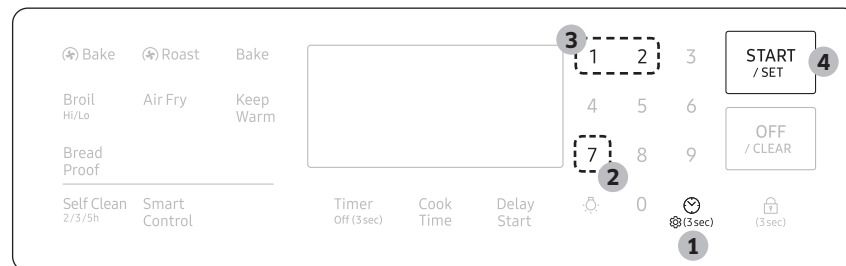 Bake
Roast
Bake
Broil
Hi/Lo
Air Fry
Keep
Warm
Bread
Proof
Self Clean
2/3/5h
Smart
Control
Timer
Off (3 sec)
Cook
Time
Delay
Start
3
1 2 3
4 5 6
7 8 9
2
0
(3 sec)
1
START
/ SET
4
OFF
/ CLEAR
(3 sec)